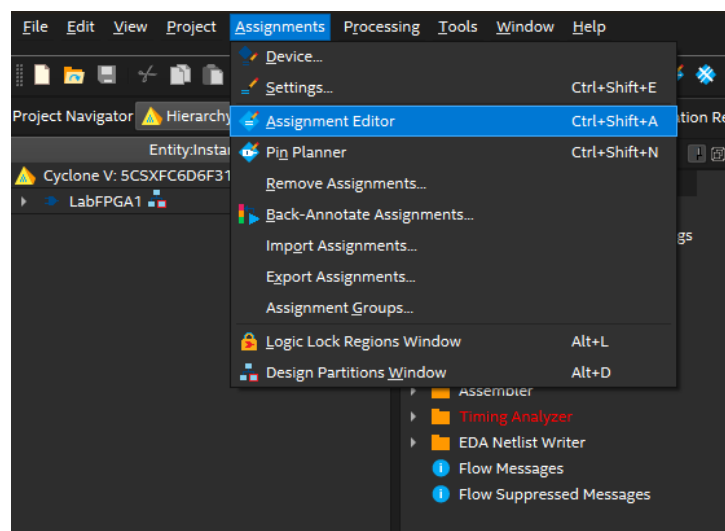 File Edit View Project Assignments Processing Tools Window Help
Device...
Settings... Ctrl+Shift+E
Project Navigator Hierarchy
Assignment Editor Ctrl+Shift+A
Entity:Insta
Pin Planner Ctrl+Shift+N
Cyclone V: 5CSXFC6D6F31
Remove Assignments...
LabFPGA1
Back-Annotate Assignments...
Import Assignments...
gs
Export Assignments...
Assignment Groups...
Logic Lock Regions Window Alt+L
Design Partitions Window Alt+D
Assembler
Timing Analyzer
EDA Netlist Writer
Flow Messages
Flow Suppressed Messages